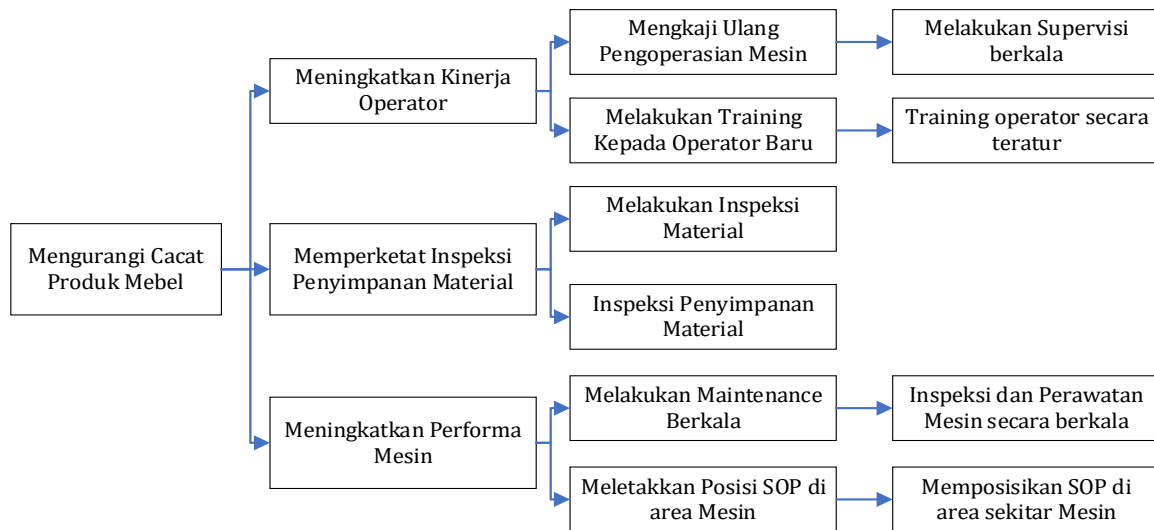 Mengkaji Ulang
Pengoperasian Mesin
Melakukan Supervisi
berkala
Meningkatkan Kinerja
Operator
Melakukan Training
Kepada Operator Baru
Training operator secara
teratur
Melakukan Inspeksi
Material
Mengurangi Cacat
Produk Mebel
Memperketat Inspeksi
Penyimpanan Material
Inspeksi Penyimpanan
Material
Melakukan Maintenance
Berkala
Inspeksi dan Perawatan
Mesin secara berkala
Meningkatkan Performa
Mesin
Meletakkan Posisi SOP di
area Mesin
Memposisikan SOP di
area sekitar Mesin